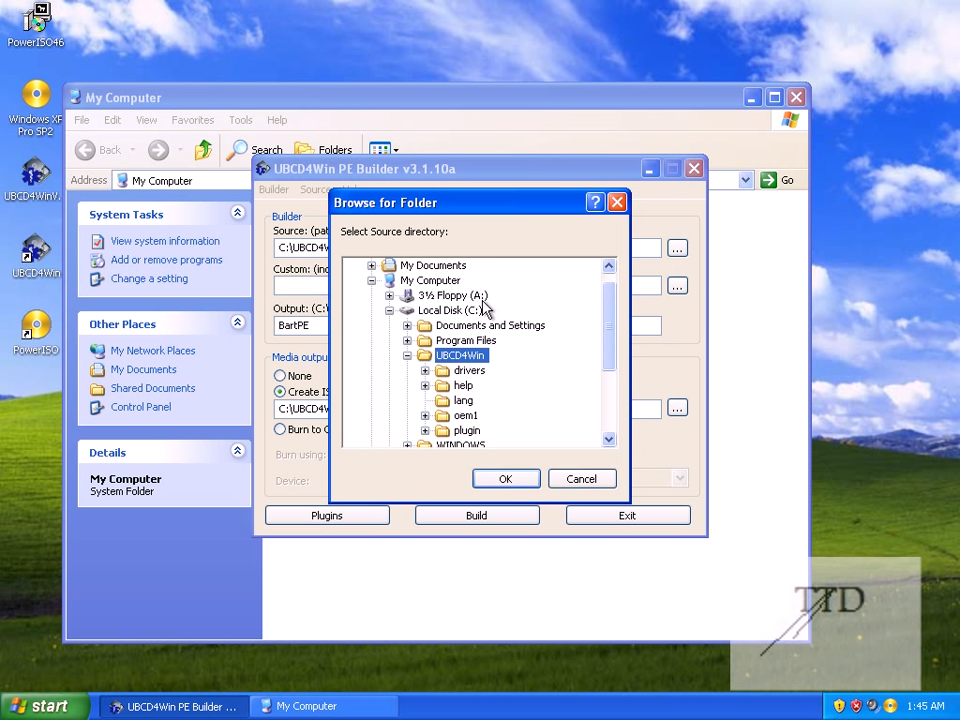 PowerISO46
Windows XP
Pro SP2
UBCD4WinV.
UBCD4Win
PowerISO
My Computer
File Edit View Favorites Tools Help
Back Search Folders
Address My Computer Go
System Tasks
View system information
Add or remove programs
Change a setting
Other Places
My Network Places
My Documents
Shared Documents
Control Panel
Details
My Computer
System Folder
UBCD4Win PE Builder v3.1.10a
Builder Sourc
Builder
Source: (pat
C:\UBCD4W
...
Custom: (inc
...
Output: (C:\
BartPE
Media outpu
None
Create IS
C:\UBCD4W
...
Burn to C
Burn using:
Device:
Plugins Build Exit
Browse for Folder
Select Source directory:
My Documents
My Computer
3½ Floppy (A:)
Local Disk (C:)
Documents and Settings
Program Files
UBCD4Win
drivers
help
lang
oem1
plugin
WINDOWS
OK Cancel
TTD
start UBCD4Win PE Builder ... My Computer 1:45 AM